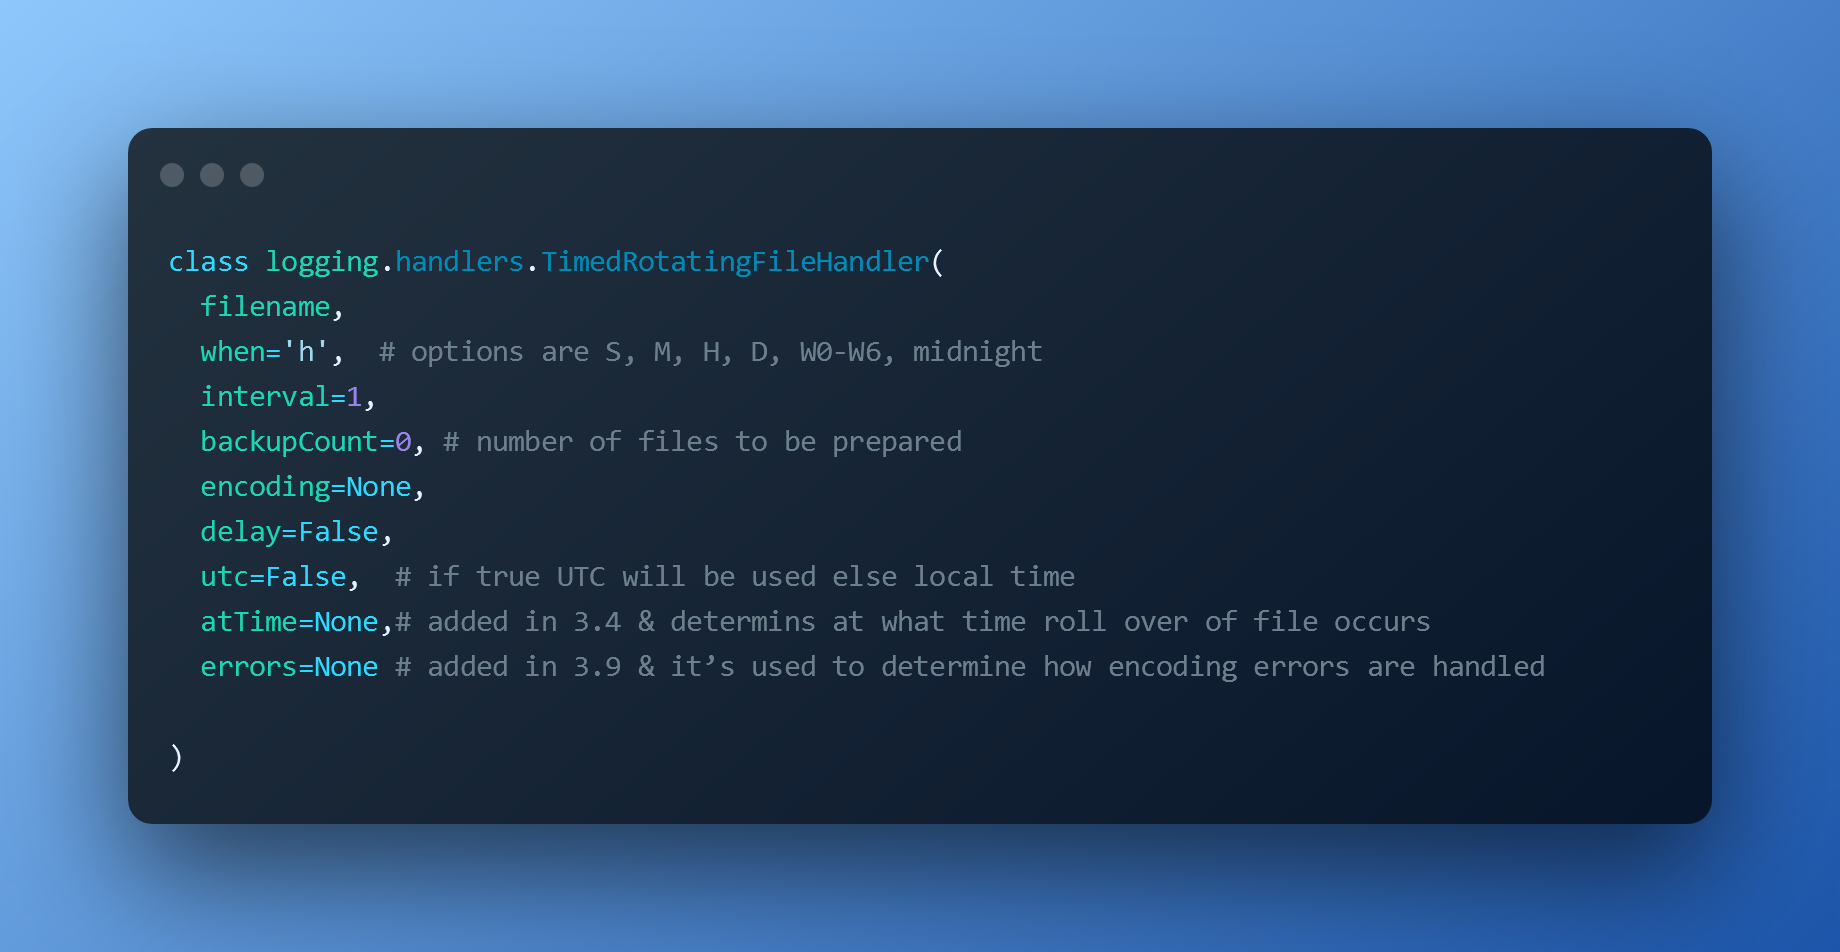 class logging.handlers.TimedRotatingFileHandler(
  filename,
  when='h',  # options are S, M, H, D, W0-W6, midnight
  interval=1,
  backupCount=0, # number of files to be prepared
  encoding=None,
  delay=False,
  utc=False,  # if true UTC will be used else local time
  atTime=None,# added in 3.4 & determins at what time roll over of file occurs
  errors=None # added in 3.9 & it’s used to determine how encoding errors are handled
)